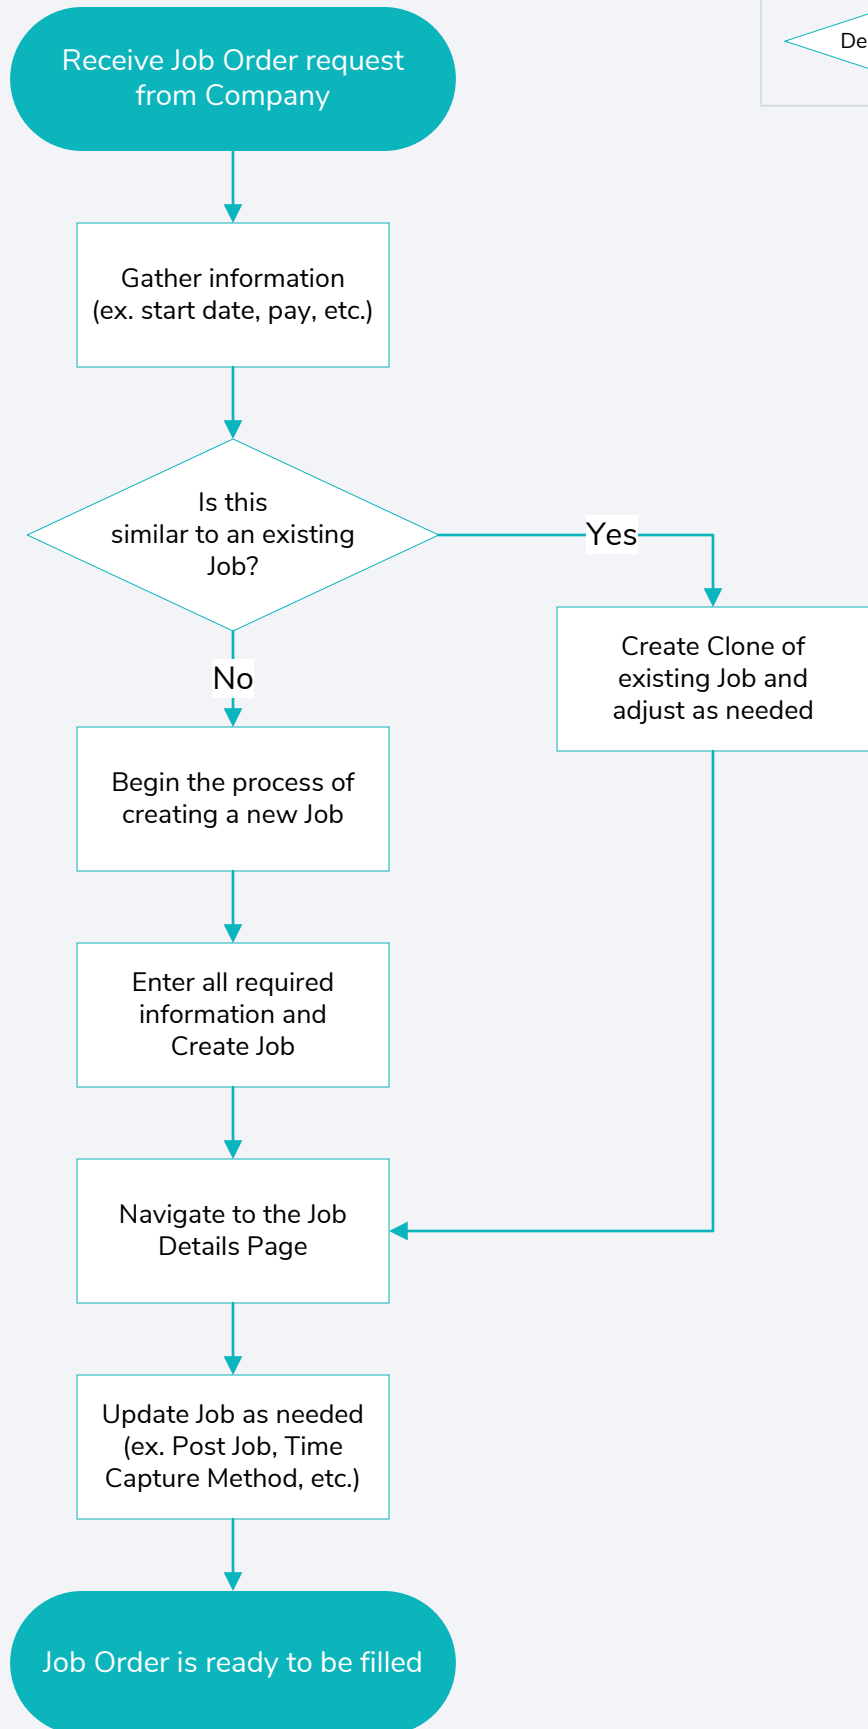 Receive Job Order request
from Company
Gather information
(ex. start date, pay, etc.)
Is this
similar to an existing
Job?
Yes
No
Create Clone of
existing Job and
adjust as needed
Begin the process of
creating a new Job
Enter all required
information and
Create Job
Navigate to the Job
Details Page
Update Job as needed
(ex. Post Job, Time
Capture Method, etc.)
Job Order is ready to be filled